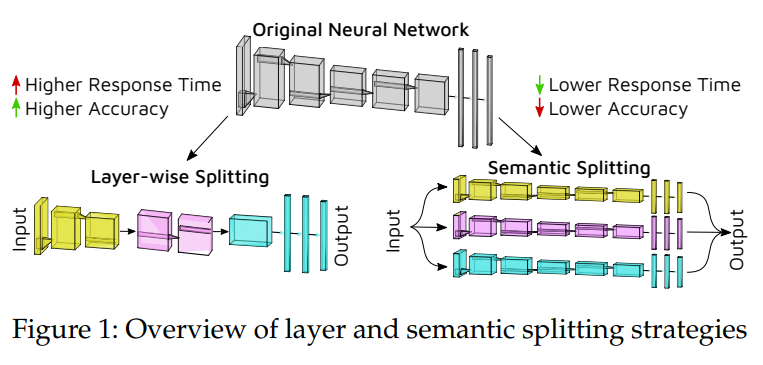 Original Neural Network
Higher Response Time
Higher Accuracy
Lower Response Time
Lower Accuracy
Layer-wise Splitting
Semantic Splitting
Input
Output
Input
Output
Figure 1: Overview of layer and semantic splitting strategies